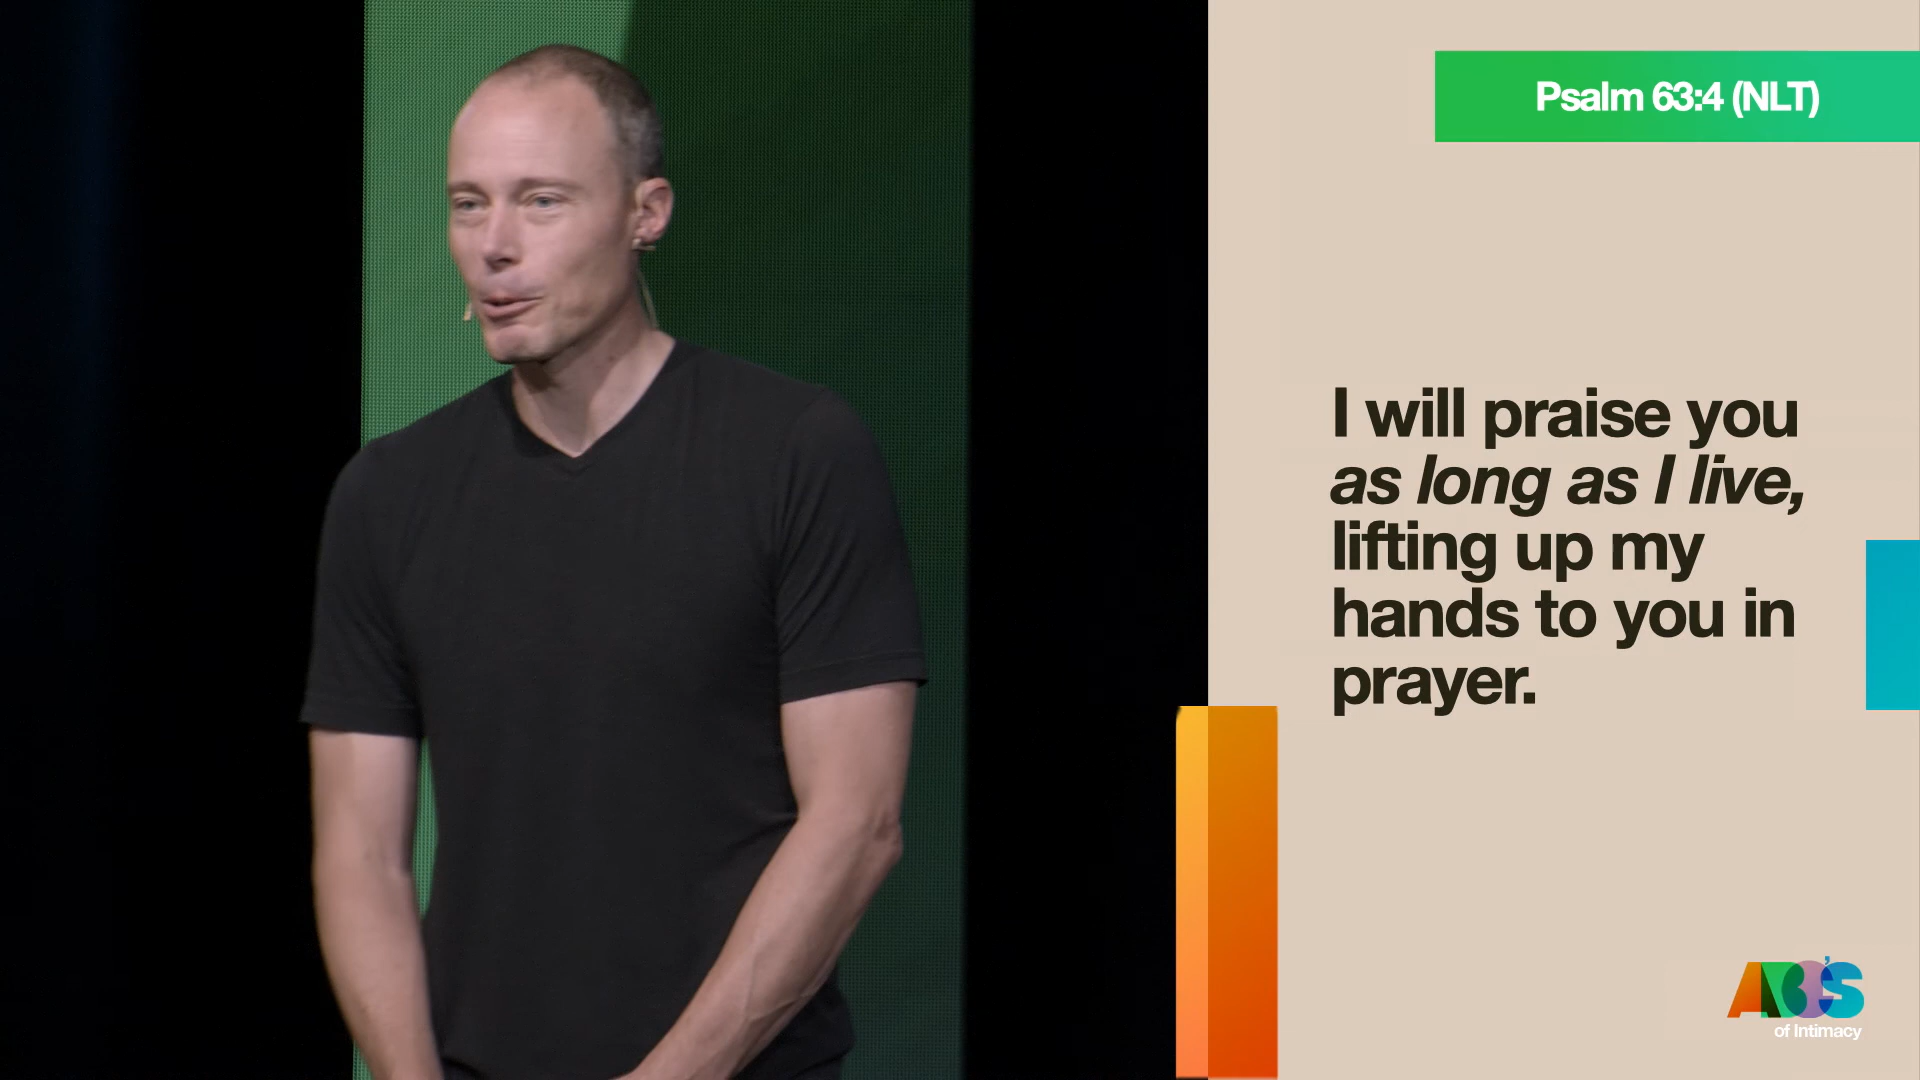 Psalm 63:4 (NLT)
I will praise you
as long as I live,
lifting up my
hands to you in
prayer.
ABC'S
of Intimacy